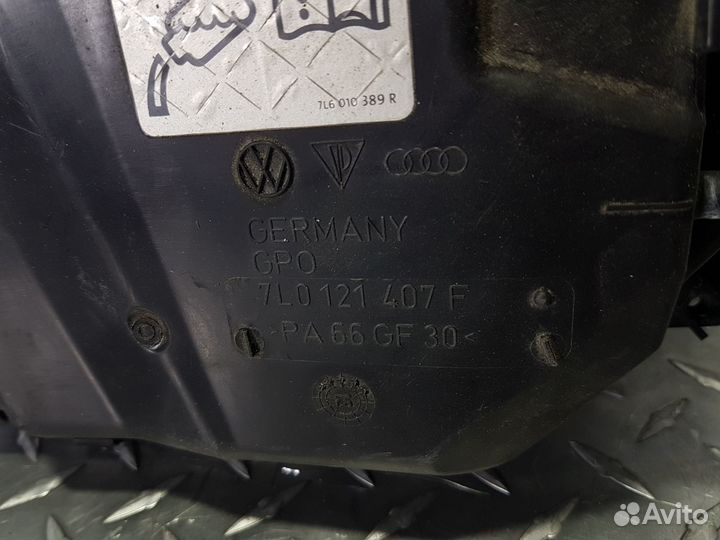 7L6 010 389 R
GERMANY
GPO
7L0 121 407 F
>PA 66 GF 30<
Avito